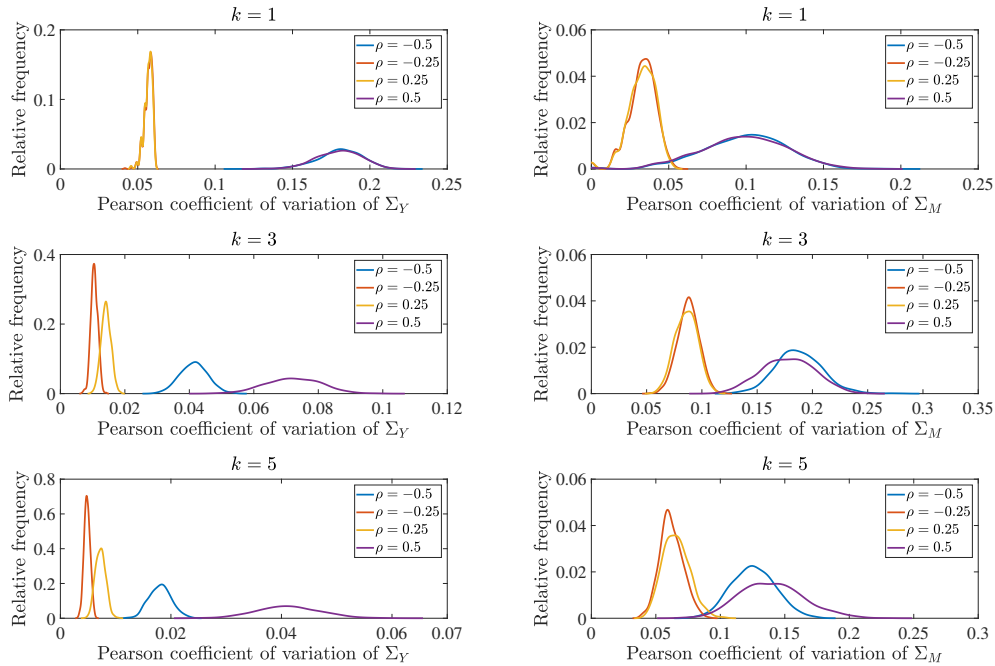 k = 1
Relative frequency
0.2
0.1
0
0 0.05 0.1 0.15 0.2 0.25
Pearson coefficient of variation of Σ_Y
ρ = −0.5
ρ = −0.25
ρ = 0.25
ρ = 0.5
k = 1
Relative frequency
0.06
0.04
0.02
0
0 0.05 0.1 0.15 0.2 0.25
Pearson coefficient of variation of Σ_M
ρ = −0.5
ρ = −0.25
ρ = 0.25
ρ = 0.5
k = 3
Relative frequency
0.4
0.2
0
0 0.02 0.04 0.06 0.08 0.1 0.12
Pearson coefficient of variation of Σ_Y
ρ = −0.5
ρ = −0.25
ρ = 0.25
ρ = 0.5
k = 3
Relative frequency
0.06
0.04
0.02
0
0 0.05 0.1 0.15 0.2 0.25 0.3 0.35
Pearson coefficient of variation of Σ_M
ρ = −0.5
ρ = −0.25
ρ = 0.25
ρ = 0.5
k = 5
Relative frequency
0.8
0.6
0.4
0.2
0
0 0.02 0.04 0.06 0.07
Pearson coefficient of variation of Σ_Y
ρ = −0.5
ρ = −0.25
ρ = 0.25
ρ = 0.5
k = 5
Relative frequency
0.06
0.04
0.02
0
0 0.05 0.1 0.15 0.2 0.25 0.3
Pearson coefficient of variation of Σ_M
ρ = −0.5
ρ = −0.25
ρ = 0.25
ρ = 0.5